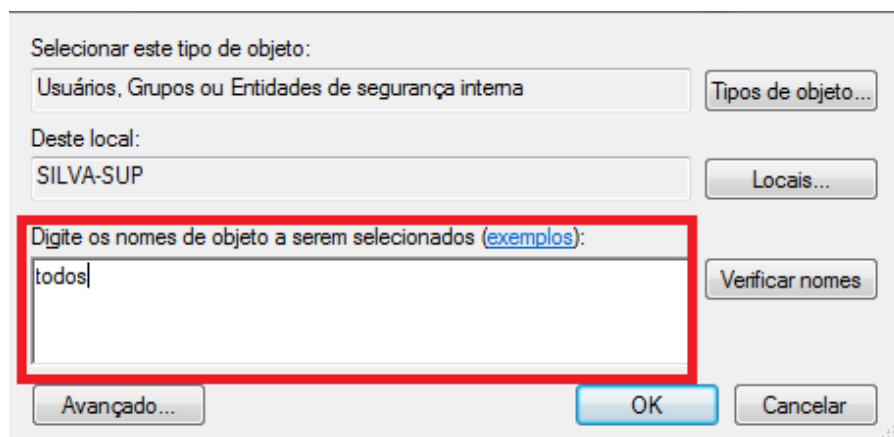 Selecionar este tipo de objeto:
Usuários, Grupos ou Entidades de segurança interna
Tipos de objeto...
Deste local:
SILVA-SUP
Locais...
Digite os nomes de objeto a serem selecionados (exemplos):
todos
Verificar nomes
Avançado...
OK
Cancelar